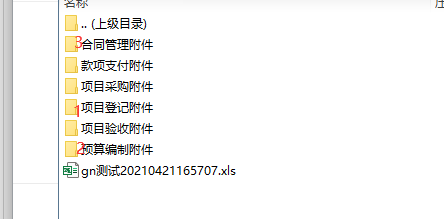 名称
.. (上级目录)
3合同管理附件
款项支付附件
项目采购附件
1项目登记附件
项目验收附件
2预算编制附件
gn测试20210421165707.xls